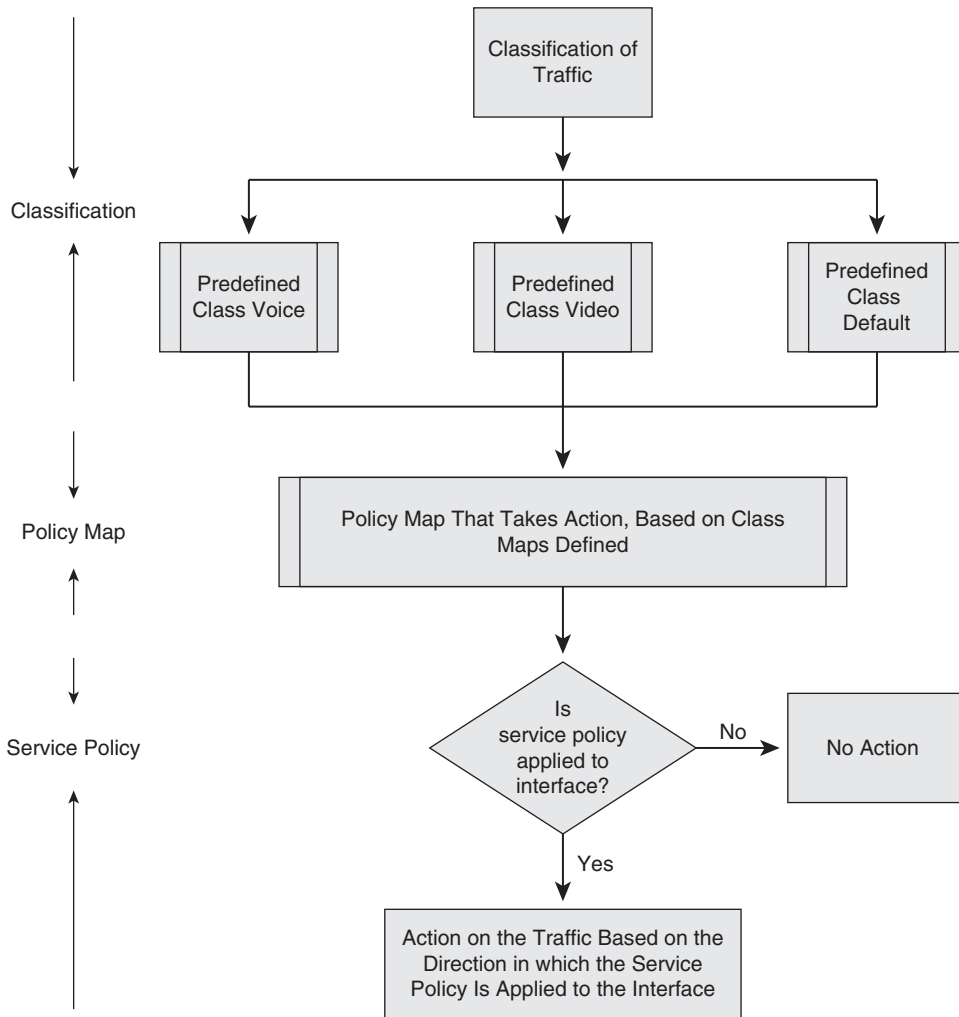 Classification of
Traffic
Classification
Predefined
Class Voice
Predefined
Class Video
Predefined
Class
Default
Policy Map
Policy Map That Takes Action, Based on Class
Maps Defined
Service Policy
Is
service policy
applied to
interface?
No
No Action
Yes
Action on the Traffic Based on the
Direction in which the Service
Policy Is Applied to the Interface